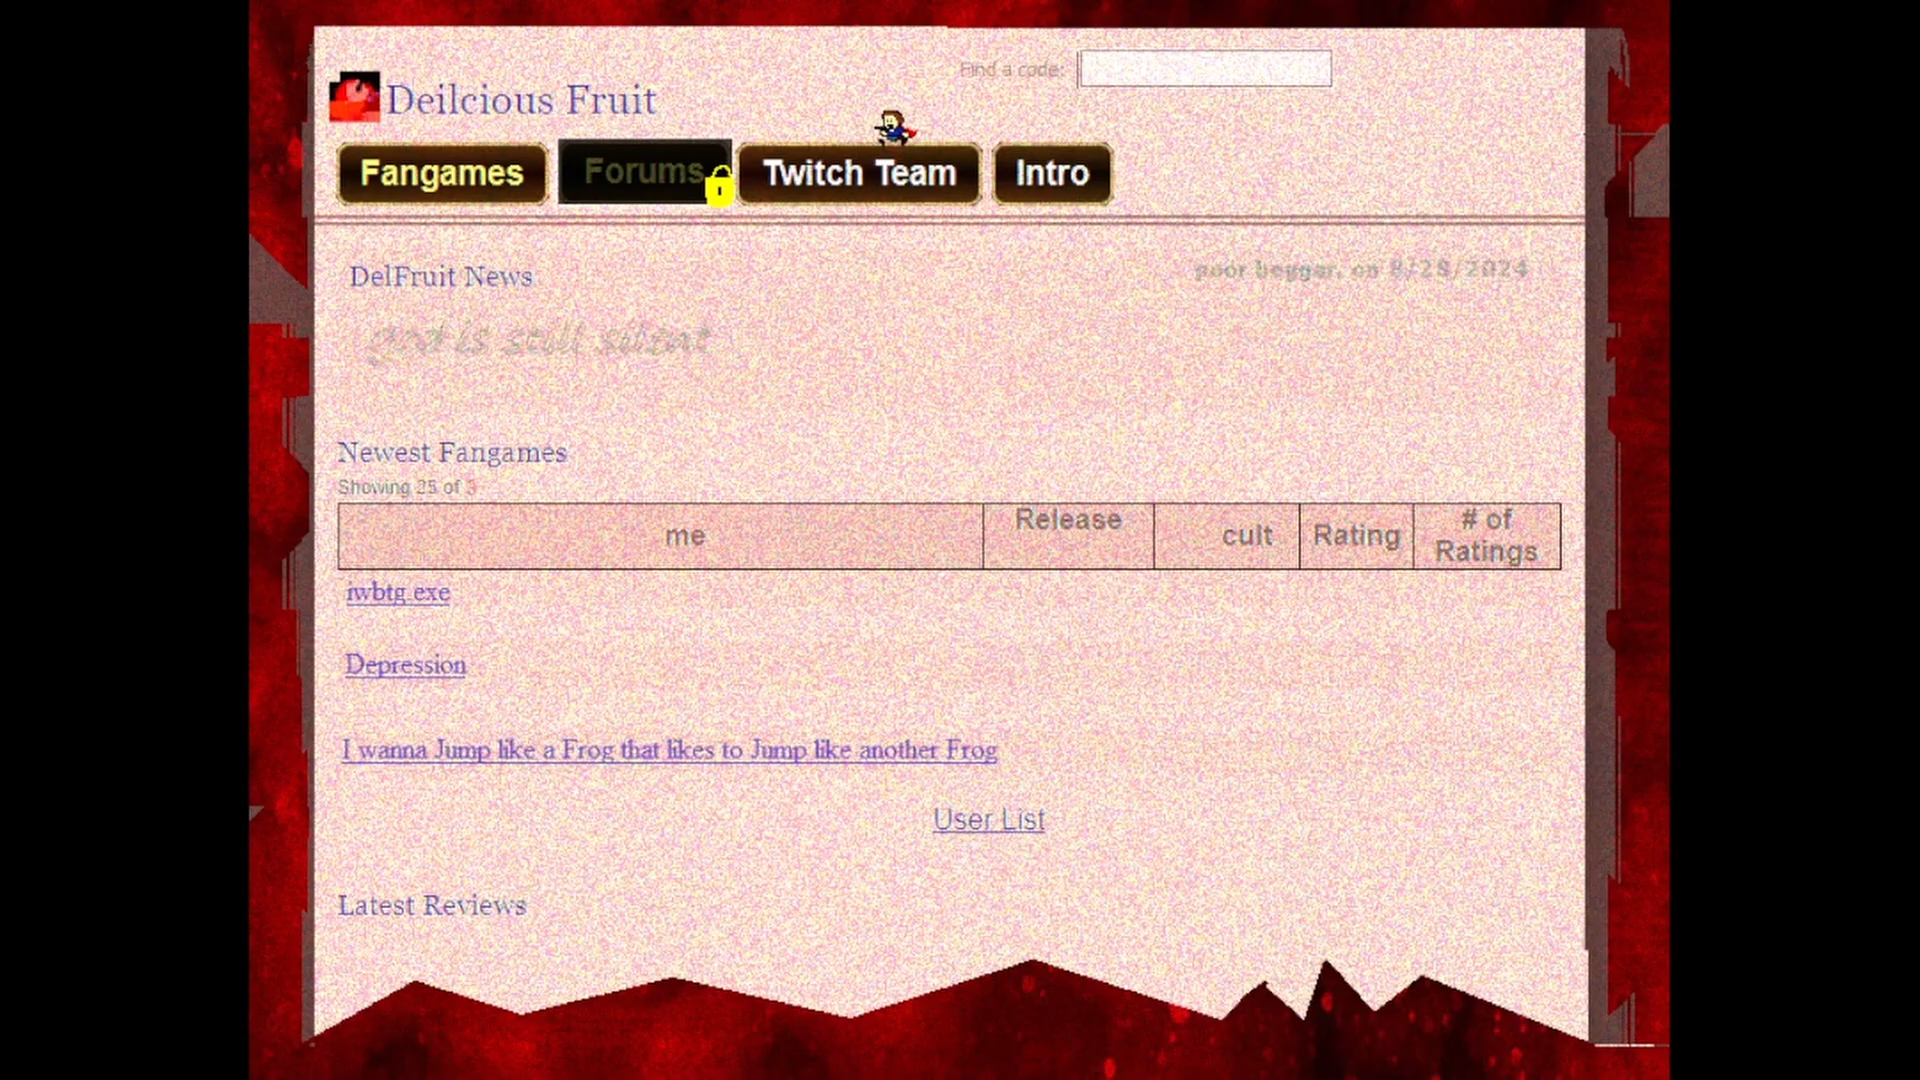 Find a code:
Deilcious Fruit
Fangames Forums Twitch Team Intro
DelFruit News
poor beggar, on 8/28/2024
god is still silent
Newest Fangames
Showing 25 of 3
me Release cult Rating # of Ratings
iwbtg.exe
Depression
I wanna Jump like a Frog that likes to Jump like another Frog
User List
Latest Reviews